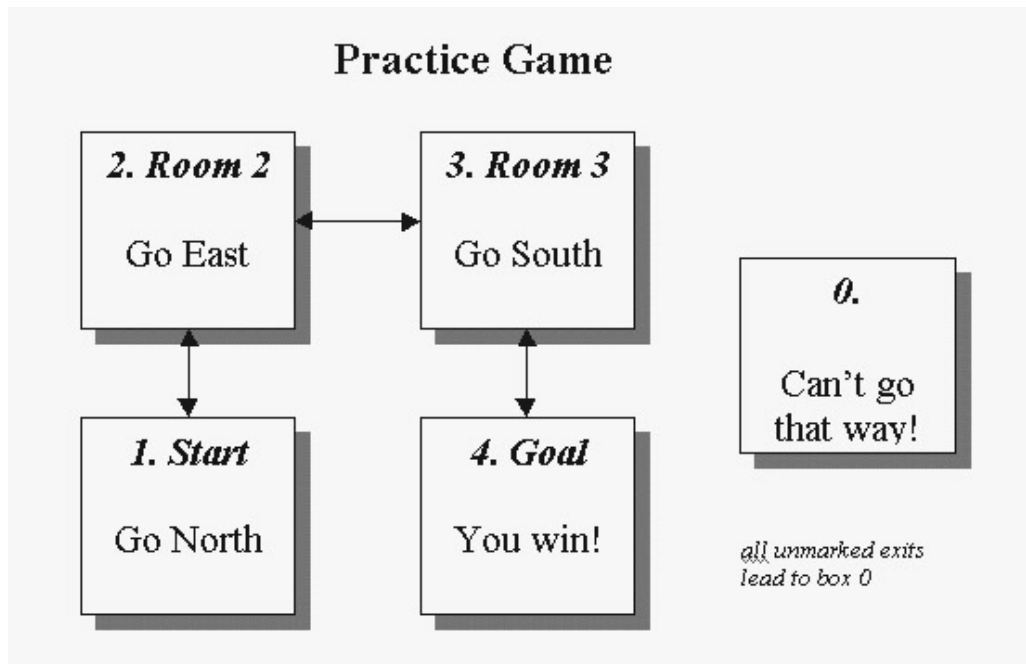 Practice Game
2. Room 2
Go East
3. Room 3
Go South
0.
Can't go
that way!
1. Start
Go North
4. Goal
You win!
all unmarked exits
lead to box 0